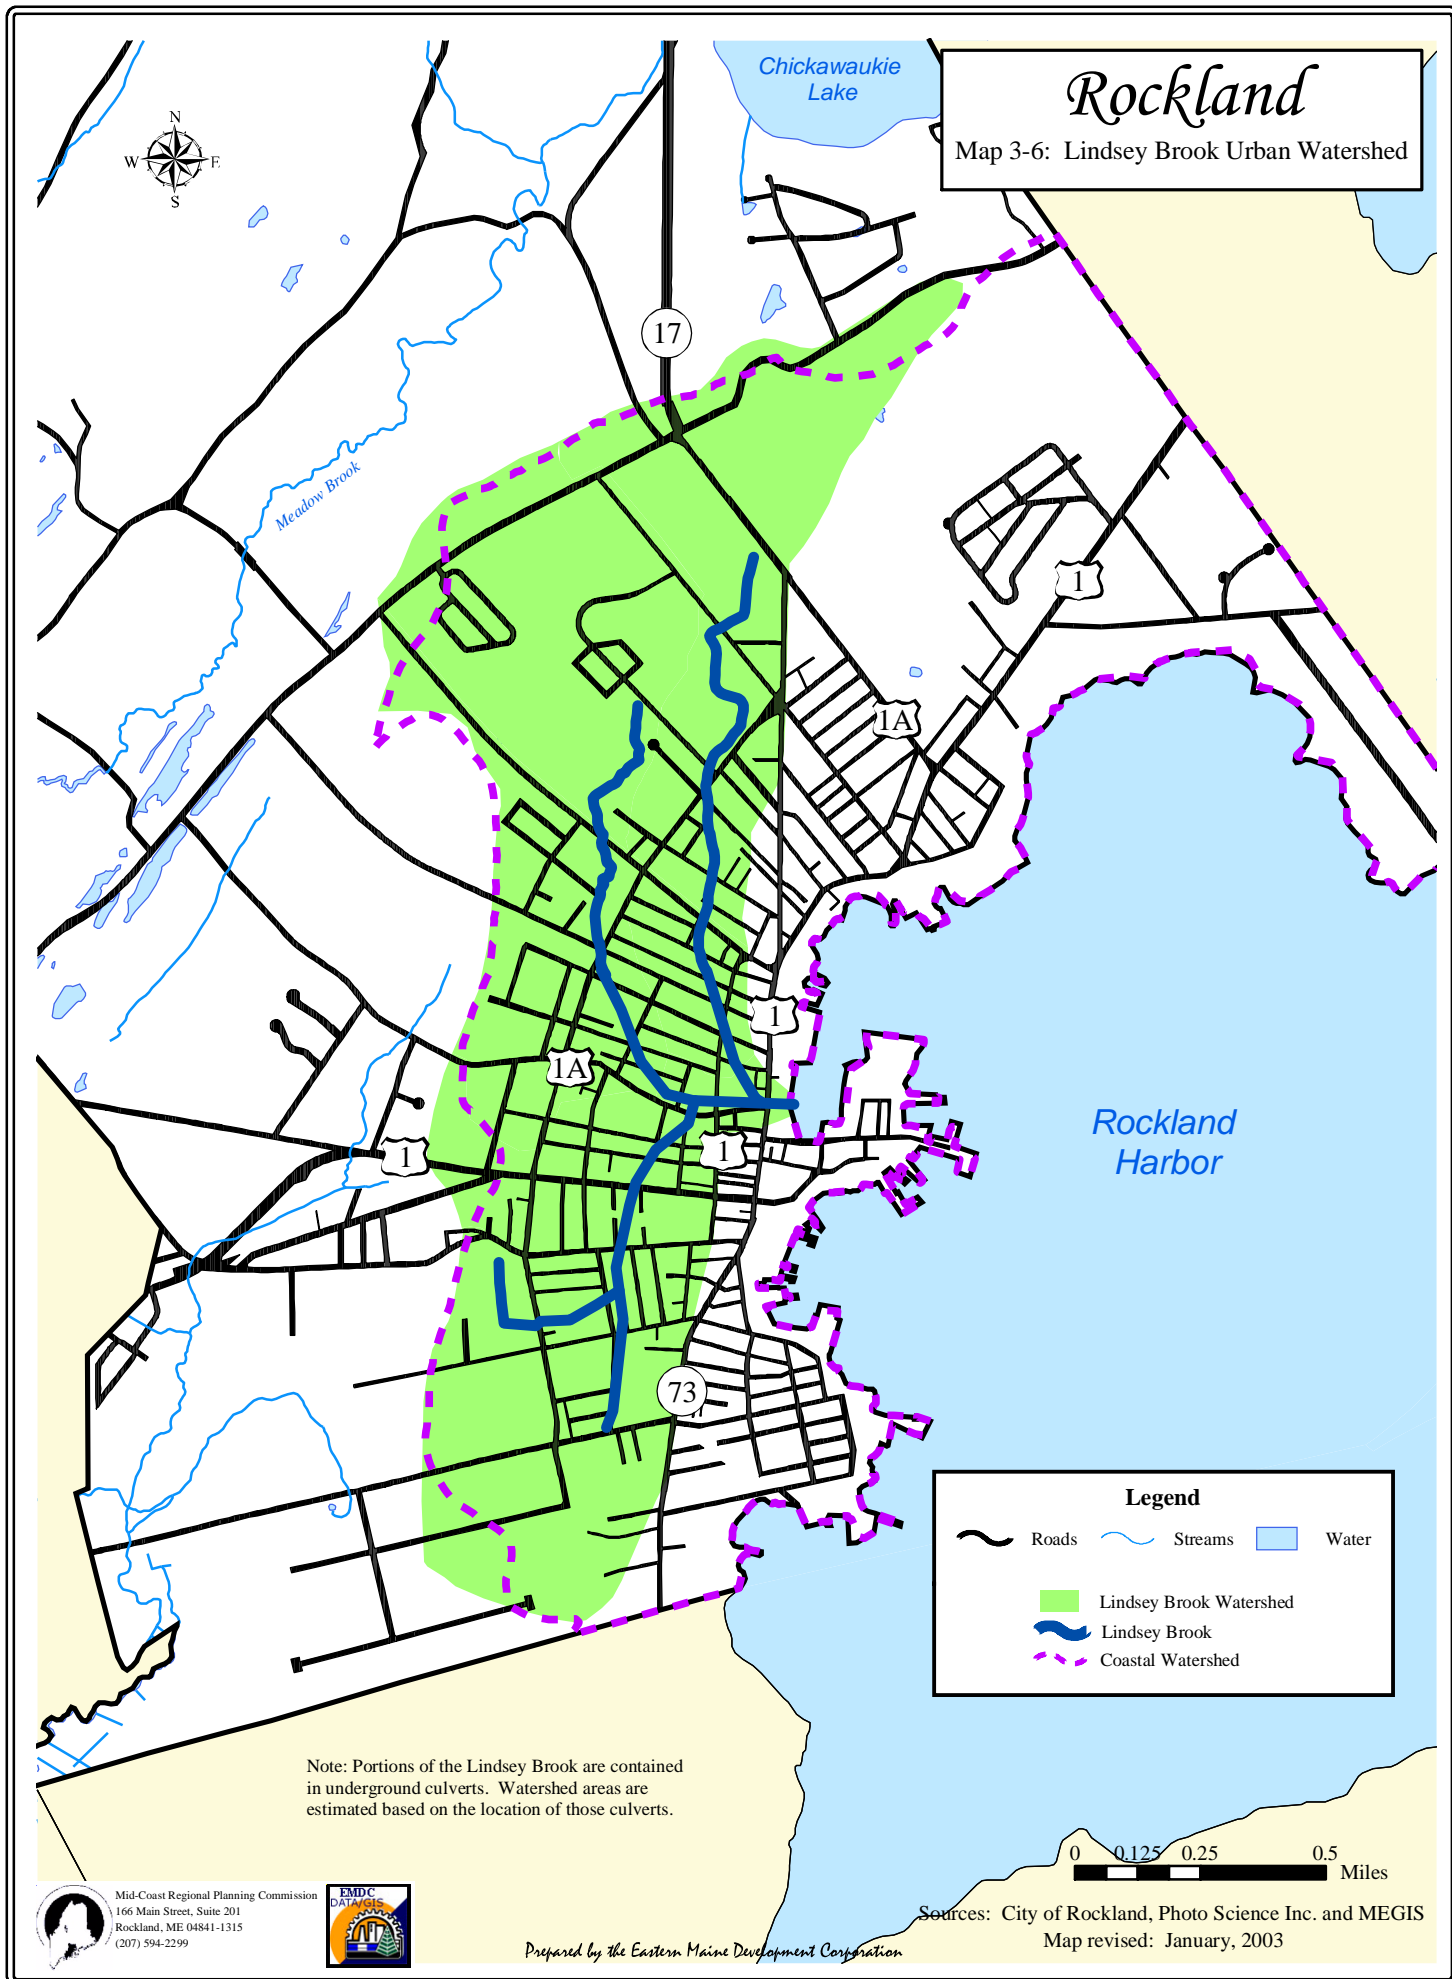 Chickawaukie
Lake
Rockland
Map 3-6:  Lindsey Brook Urban Watershed
N
W
E
S
17
Meadow Brook
1
1A
1
1A
1
1
Rockland
Harbor
73
Legend
Roads
Streams
Water
Lindsey Brook Watershed
Lindsey Brook
Coastal Watershed
Note: Portions of the Lindsey Brook are contained
in underground culverts.  Watershed areas are
estimated based on the location of those culverts.
0 0.125 0.25 0.5
Miles
Mid-Coast Regional Planning Commission
166 Main Street, Suite 201
Rockland, ME 04841-1315
(207) 594-2299
EMDC
DATA/GIS
Prepared by the Eastern Maine Development Corporation
Sources:  City of Rockland, Photo Science Inc. and MEGIS
Map revised:  January, 2003